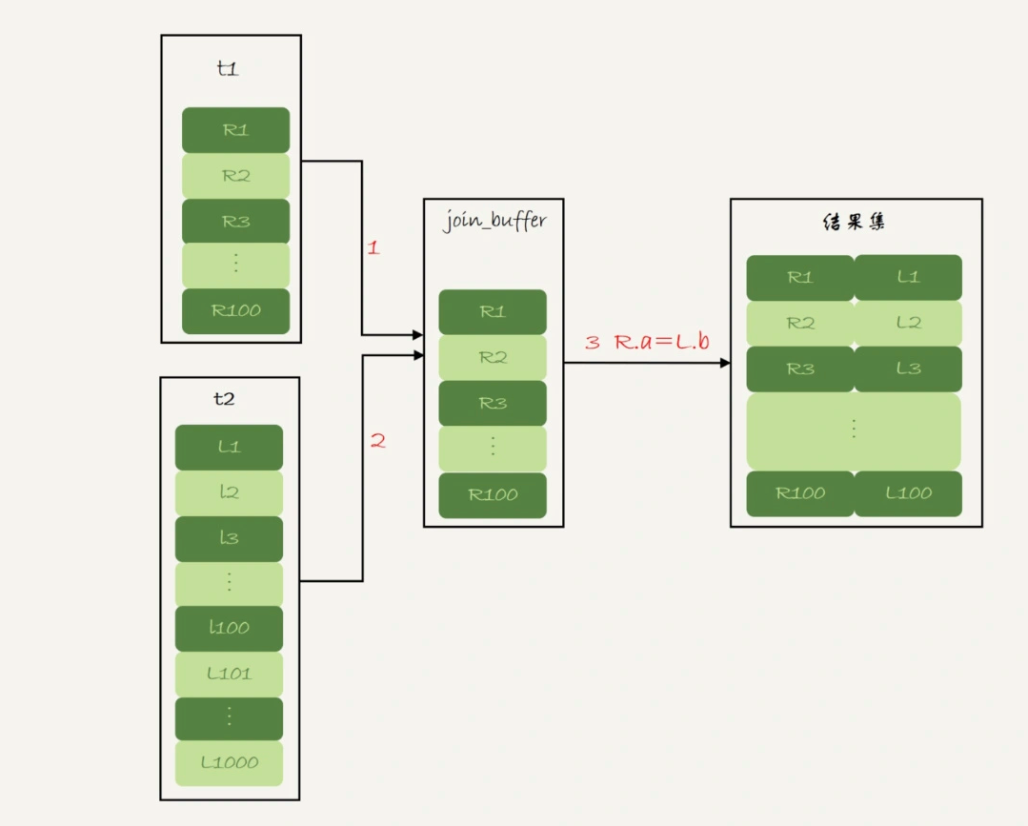 t1
R1
R2
R3
⋮
R100
1
t2
L1
l2
l3
⋮
l100
L101
⋮
L1000
2
join_buffer
R1
R2
R3
⋮
R100
3 R.a=L.b
结果集
R1 L1
R2 L2
R3 L3
⋮
R100 L100